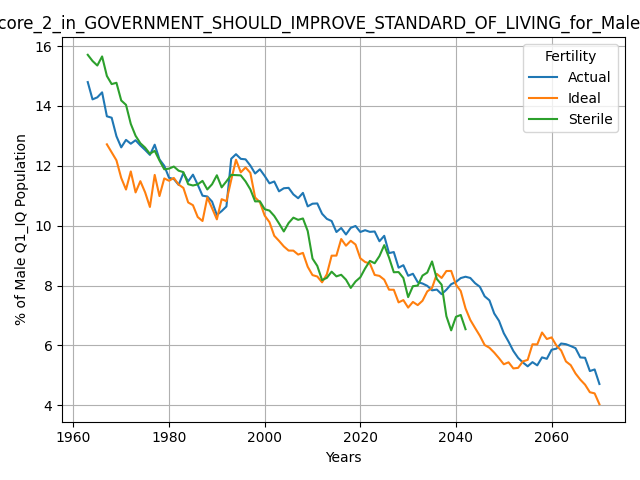 core_2_in_GOVERNMENT_SHOULD_IMPROVE_STANDARD_OF_LIVING_for_Male
16
14
12
10
8
6
4
% of Male Q1_IQ Population
Fertility
Actual
Ideal
Sterile
1960 1980 2000 2020 2040 2060
Years